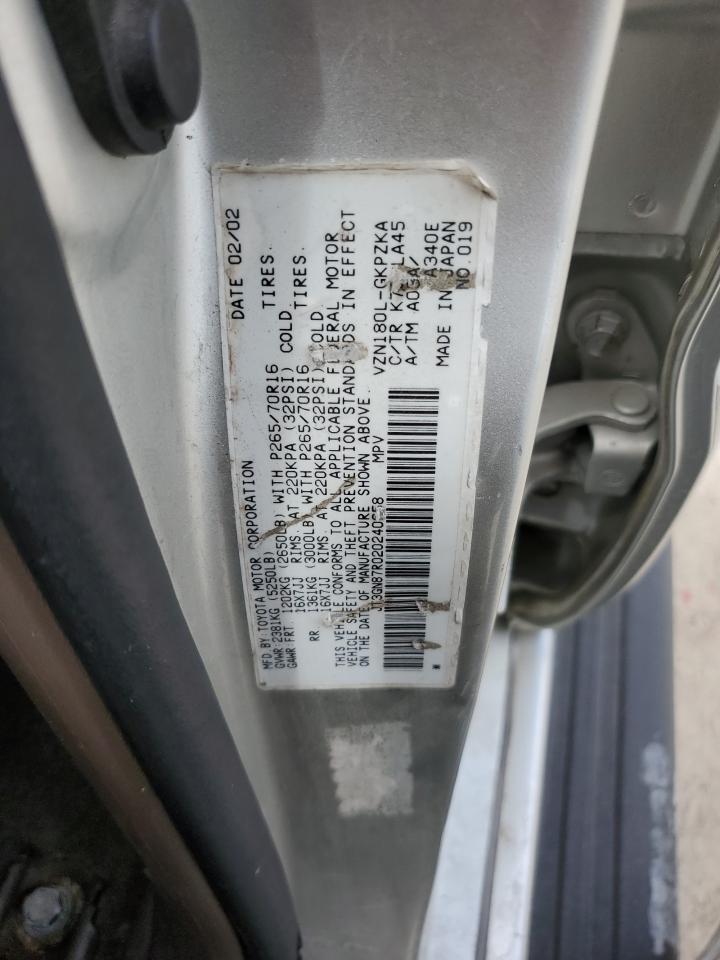 MFD.BY:TOYOTA MOTOR CORPORATION DATE 02/02
GVWR:2381KG(5250LB)
GAWR:FRT 1202KG (2650LB) WITH P265/70R16 TIRES.
16X7JJ RIMS. AT 220KPA (32PSI) COLD
RR 1361KG (3000LB) WITH P265/70R16 TIRES.
16X7JJ RIMS. AT 220KPA (32PSI) COLD.
THIS VEHICLE CONFORMS TO ALL APPLICABLE FEDERAL MOTOR
VEHICLE SAFETY AND THEFT PREVENTION STANDARDS IN EFFECT
ON THE DATE OF MANUFACTURE SHOWN ABOVE.
MPV
VZN180L-GKPZKA
C/TR LA45
A/TM A340E
MADE IN JAPAN
NO.019